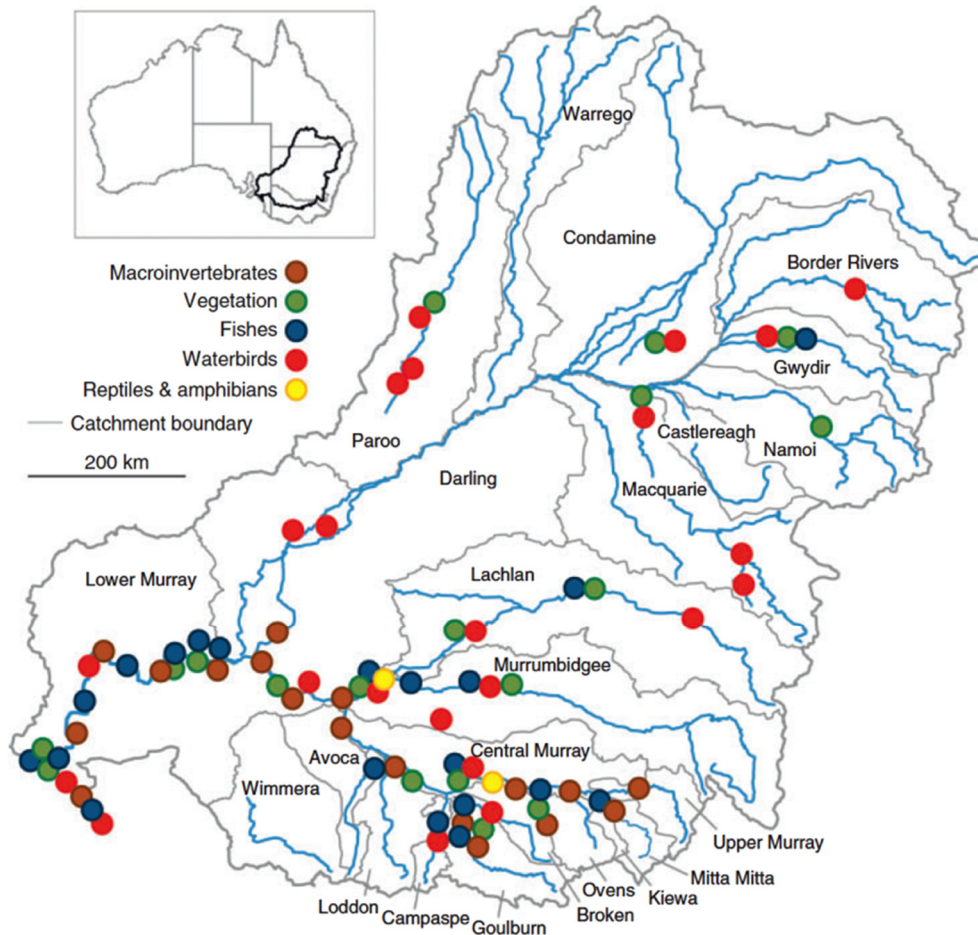 Warrego
Condamine
Border Rivers
Macroinvertebrates
Vegetation
Fishes
Waterbirds
Reptiles & amphibians
Catchment boundary
200 km
Gwydir
Paroo
Castlereagh
Namoi
Darling
Macquarie
Lower Murray
Lachlan
Murrumbidgee
Avoca
Central Murray
Wimmera
Upper Murray
Mitta Mitta
Kiewa
Ovens
Broken
Loddon
Campaspe
Goulburn